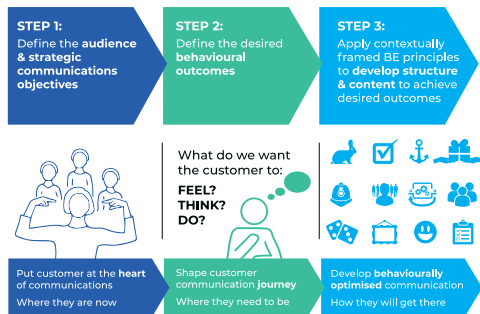 STEP 1:
Define the audience
& strategic
communications
objectives
STEP 2:
Define the desired
behavioural
outcomes
STEP 3:
Apply contextually
framed BE principles
to develop structure
& content to achieve
desired outcomes
What do we want
the customer to:
FEEL?
THINK?
DO?
Put customer at the heart
of communications
Where they are now
Shape customer
communication journey
Where they need to be
Develop behaviourally
optimised communication
How they will get there